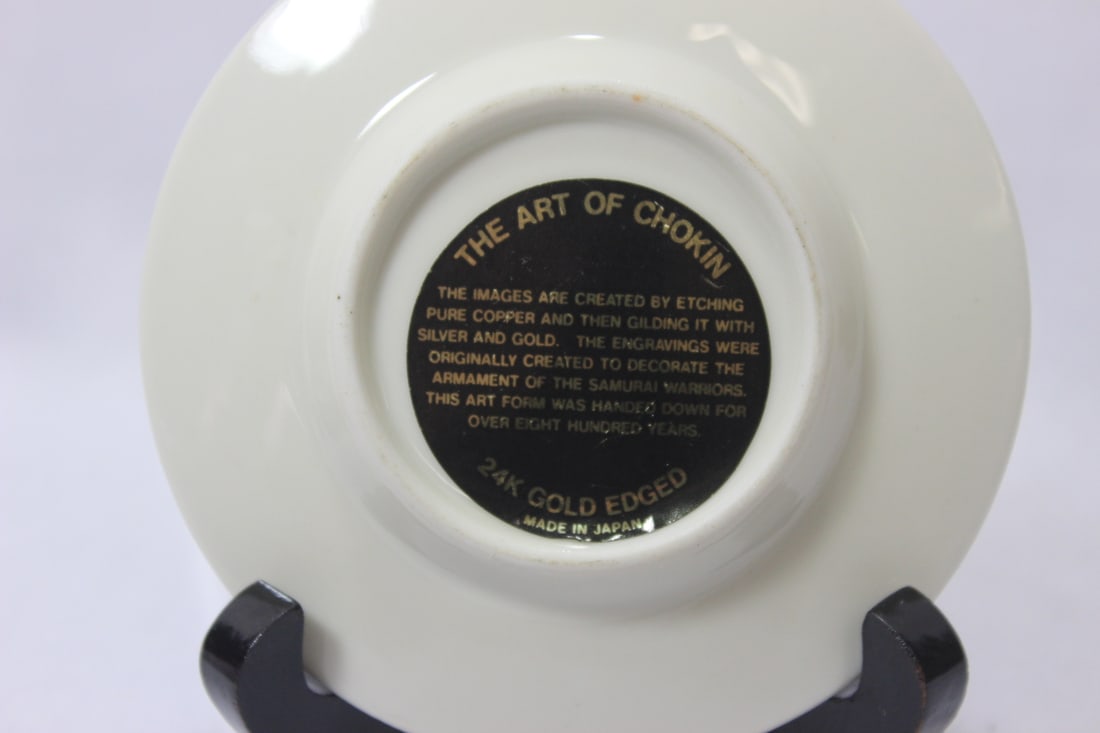 THE ART OF CHOKIN
THE IMAGES ARE CREATED BY ETCHING
PURE COPPER AND THEN GILDING IT WITH
SILVER AND GOLD. THE ENGRAVINGS WERE
ORIGINALLY CREATED TO DECORATE THE
ARMAMENT OF THE SAMURAI WARRIORS.
THIS ART FORM WAS HANDED DOWN FOR
OVER EIGHT HUNDRED YEARS.
24K GOLD EDGED
MADE IN JAPAN